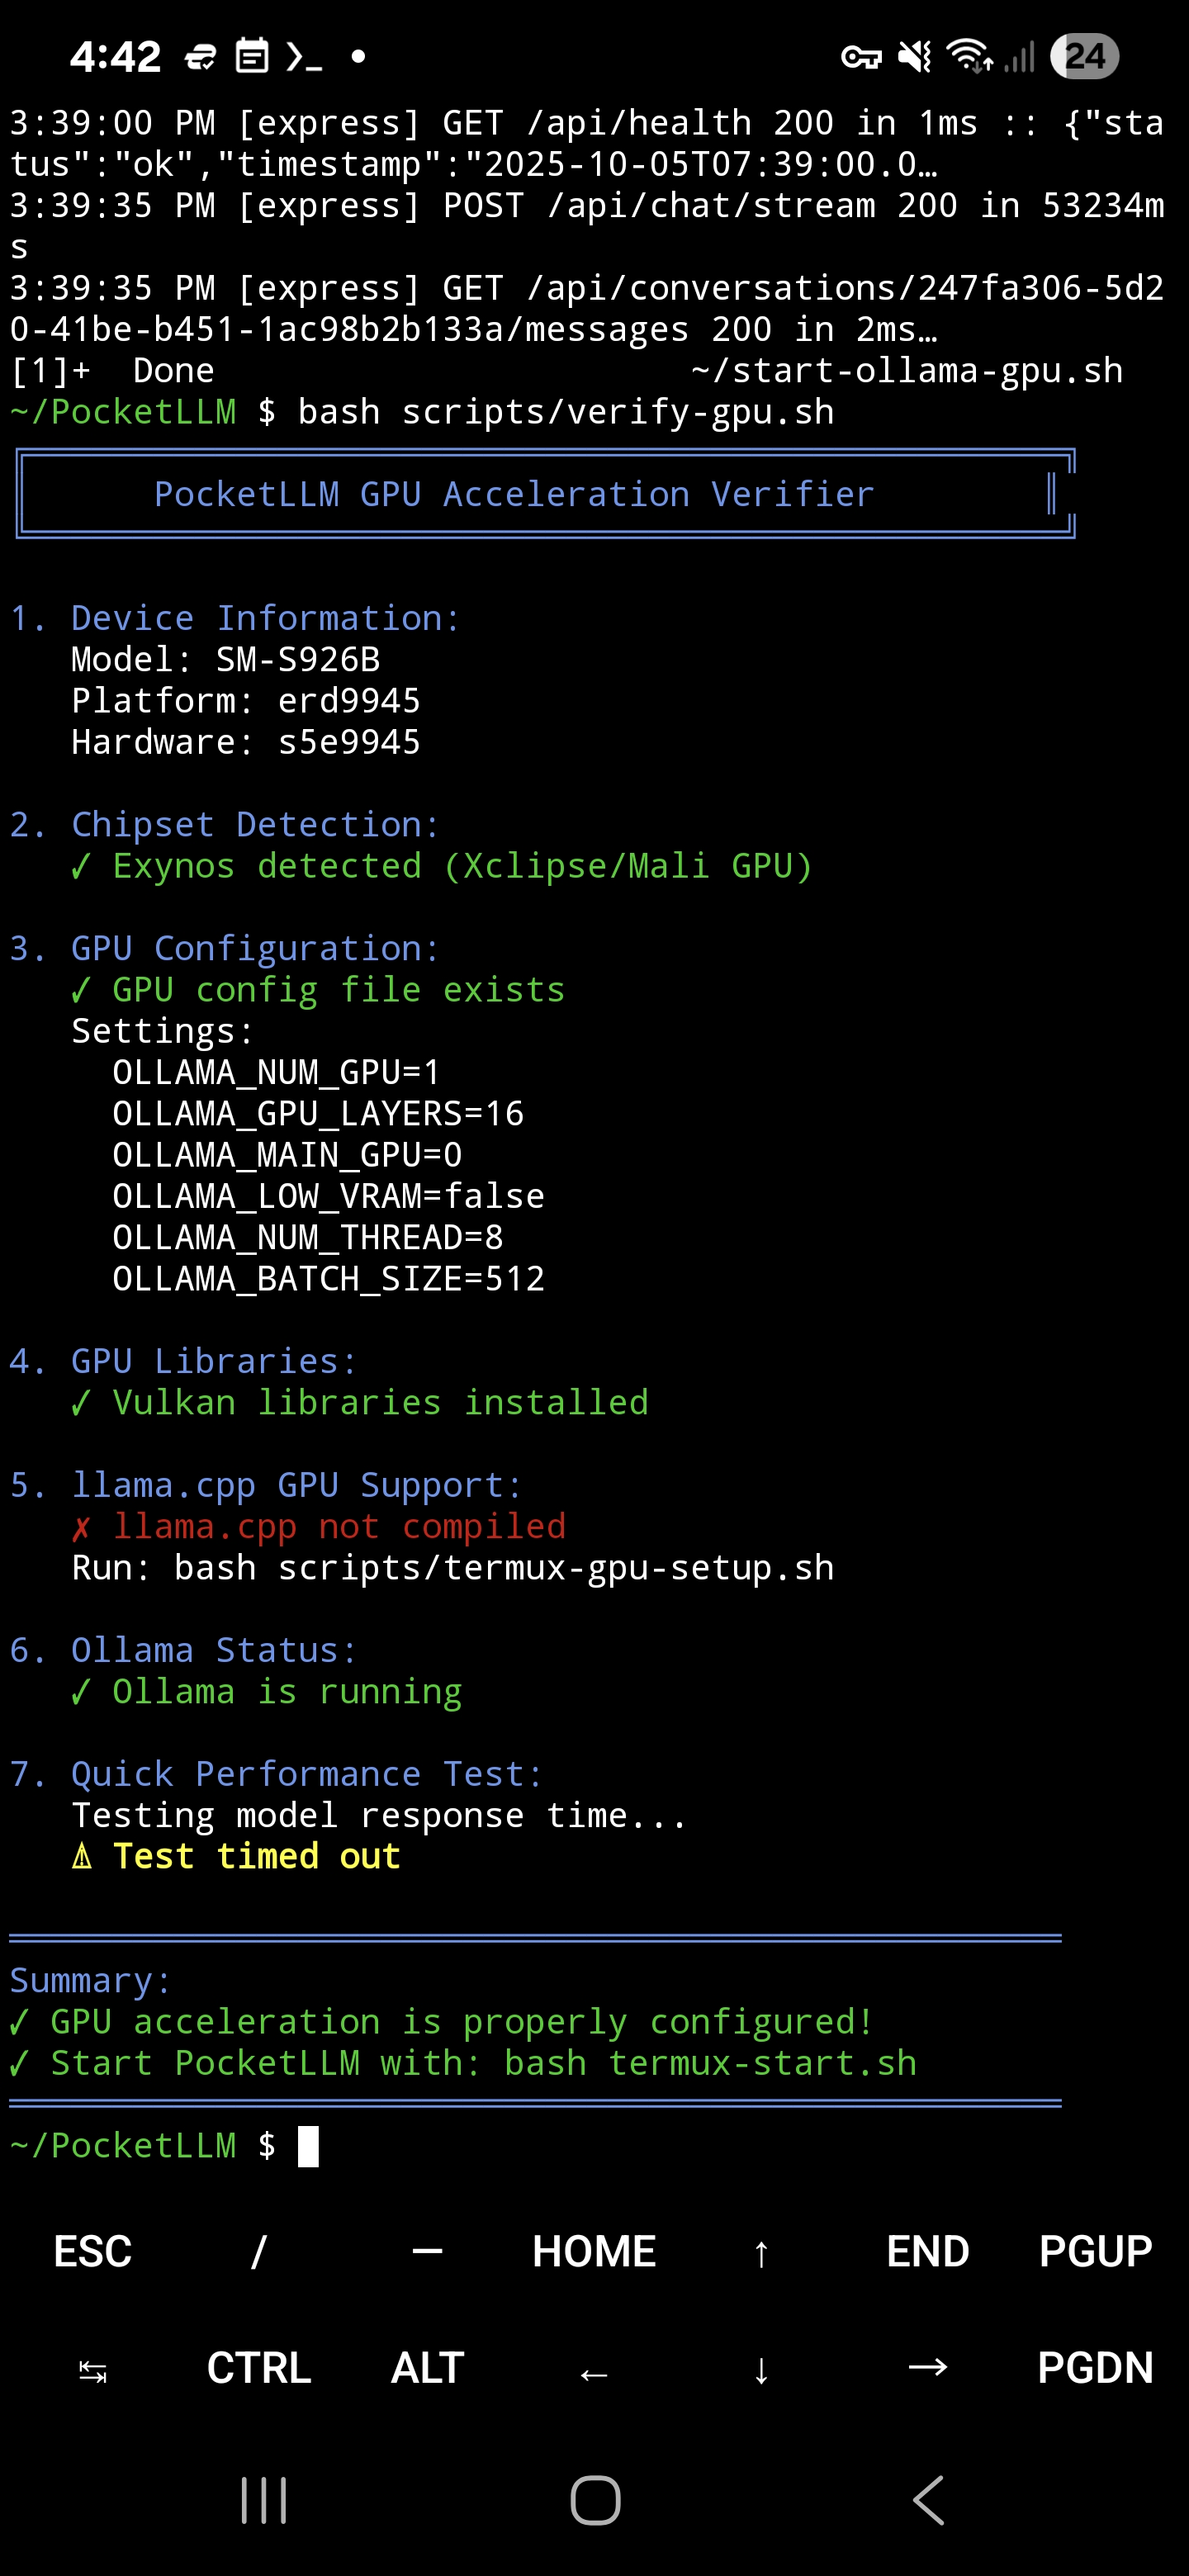 4:42
24
3:39:00 PM [express] GET /api/health 200 in 1ms :: {"sta
tus":"ok","timestamp":"2025-10-05T07:39:00.0…
3:39:35 PM [express] POST /api/chat/stream 200 in 53234m
s
3:39:35 PM [express] GET /api/conversations/247fa306-5d2
0-41be-b451-1ac98b2b133a/messages 200 in 2ms…
[1]+  Done                       ~/start-ollama-gpu.sh
~/PocketLLM $ bash scripts/verify-gpu.sh
PocketLLM GPU Acceleration Verifier
1. Device Information:
Model: SM-S926B
Platform: erd9945
Hardware: s5e9945
2. Chipset Detection:
✓ Exynos detected (Xclipse/Mali GPU)
3. GPU Configuration:
✓ GPU config file exists
Settings:
OLLAMA_NUM_GPU=1
OLLAMA_GPU_LAYERS=16
OLLAMA_MAIN_GPU=0
OLLAMA_LOW_VRAM=false
OLLAMA_NUM_THREAD=8
OLLAMA_BATCH_SIZE=512
4. GPU Libraries:
✓ Vulkan libraries installed
5. llama.cpp GPU Support:
✗ llama.cpp not compiled
Run: bash scripts/termux-gpu-setup.sh
6. Ollama Status:
✓ Ollama is running
7. Quick Performance Test:
Testing model response time...
⚠ Test timed out
Summary:
✓ GPU acceleration is properly configured!
✓ Start PocketLLM with: bash termux-start.sh
~/PocketLLM $
ESC / — HOME ↑ END PGUP
↹ CTRL ALT ← ↓ → PGDN